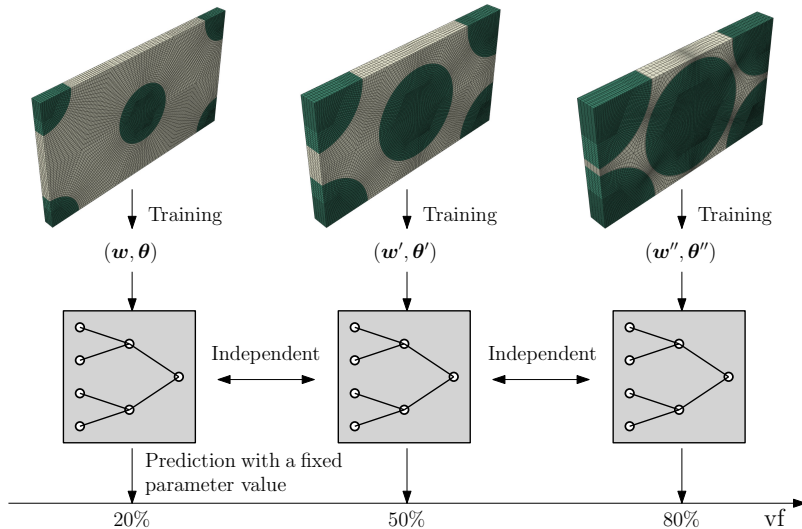 Training
Training
Training
(w, θ)
(w′, θ′)
(w″, θ″)
Independent
Independent
Prediction with a fixed
parameter value
20%
50%
80%
vf